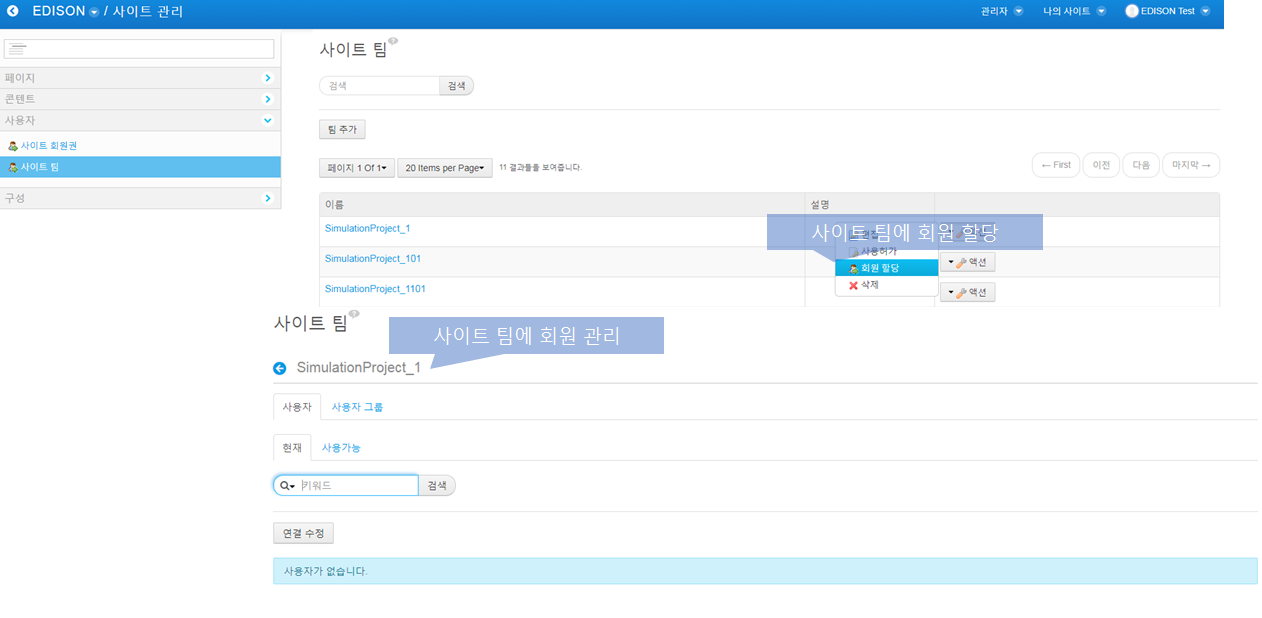 EDISON / 사이트 관리
관리자 나의 사이트 EDISON Test
페이지
콘텐트
사용자
사이트 회원권
사이트 팀
구성
사이트 팀
검색 검색
팀 추가
페이지 1 Of 1 20 Items per Page 11 결과들을 보여줍니다.
← First 이전 다음 마지막 →
이름 설명
SimulationProject_1
사이트 팀에 회원 할당
편집
사용허가
SimulationProject_101
회원 할당
액션
삭제
SimulationProject_1101
액션
사이트 팀
사이트 팀에 회원 관리
SimulationProject_1
사용자 사용자 그룹
현재 사용가능
키워드 검색
연결 수정
사용자가 없습니다.